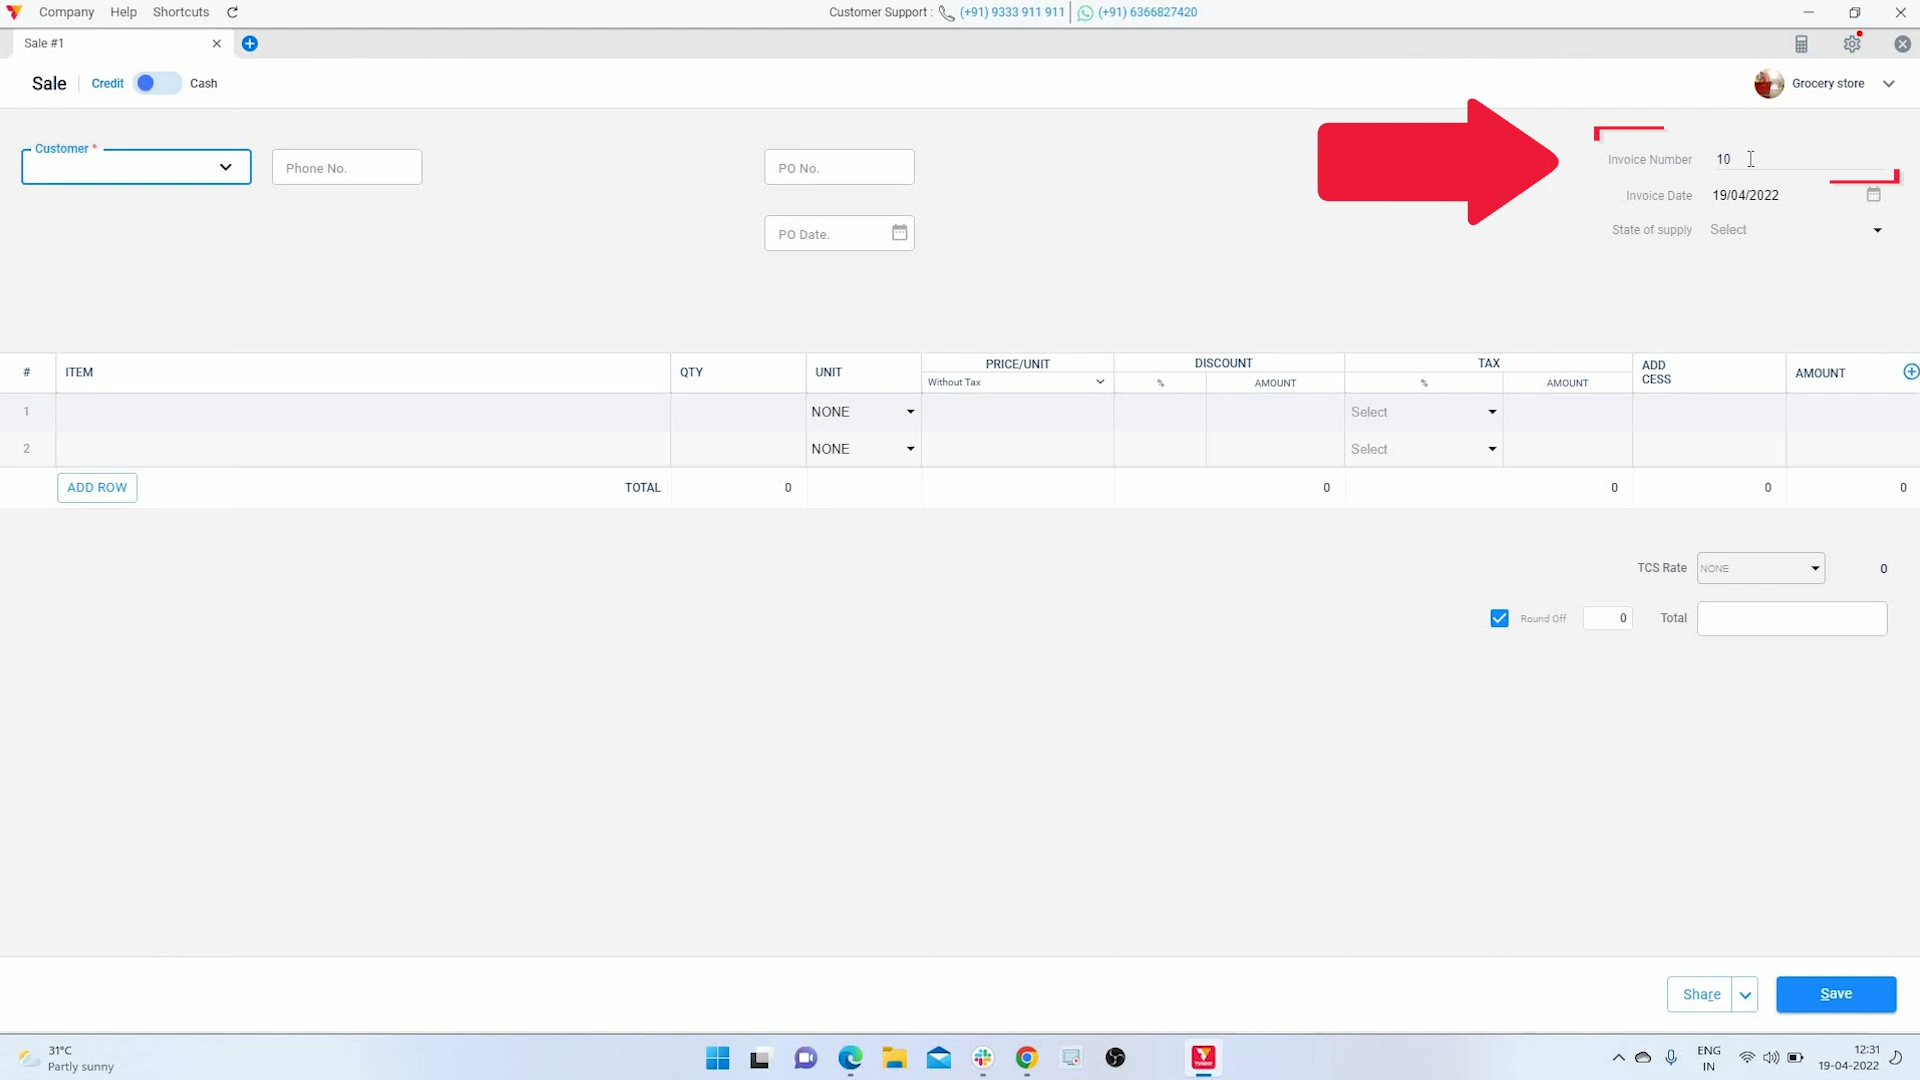 Company Help Shortcuts
Customer Support : (+91) 9333 911 911 (+91) 6366827420
Sale #1
Sale Credit Cash
Grocery store
Customer *
Phone No.
PO No.
Invoice Number 10
Invoice Date 19/04/2022
PO Date.
State of supply Select
# ITEM QTY UNIT PRICE/UNIT DISCOUNT TAX ADD CESS AMOUNT
Without Tax % AMOUNT % AMOUNT
1 NONE Select
2 NONE Select
ADD ROW TOTAL 0 0 0 0 0
TCS Rate NONE 0
Round Off 0 Total
Share Save
31°C
Partly sunny
ENG
IN
12:31
19-04-2022